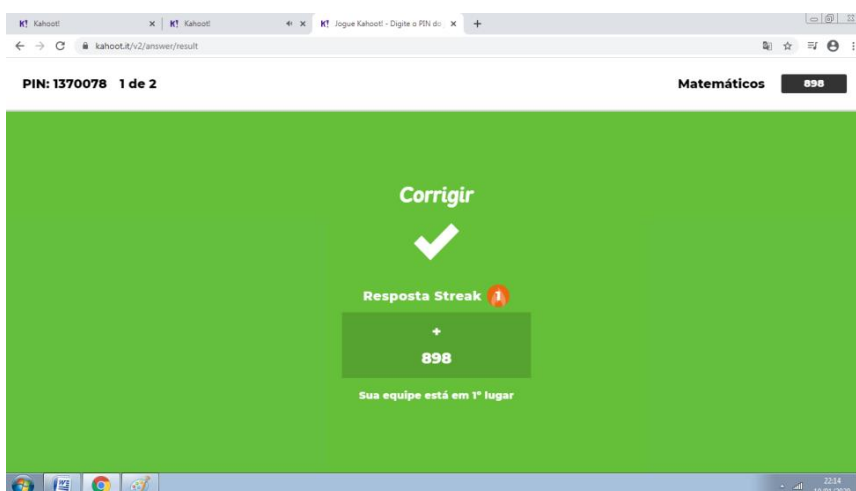 K! Kahoot!
K! Kahoot!
K! Jogue Kahoot! - Digite o PIN do
kahoot.it/v2/answer/result
PIN: 1370078 1 de 2
Matemáticos 898
Corrigir
Resposta Streak 1
+
898
Sua equipe está em 1º lugar
22:14